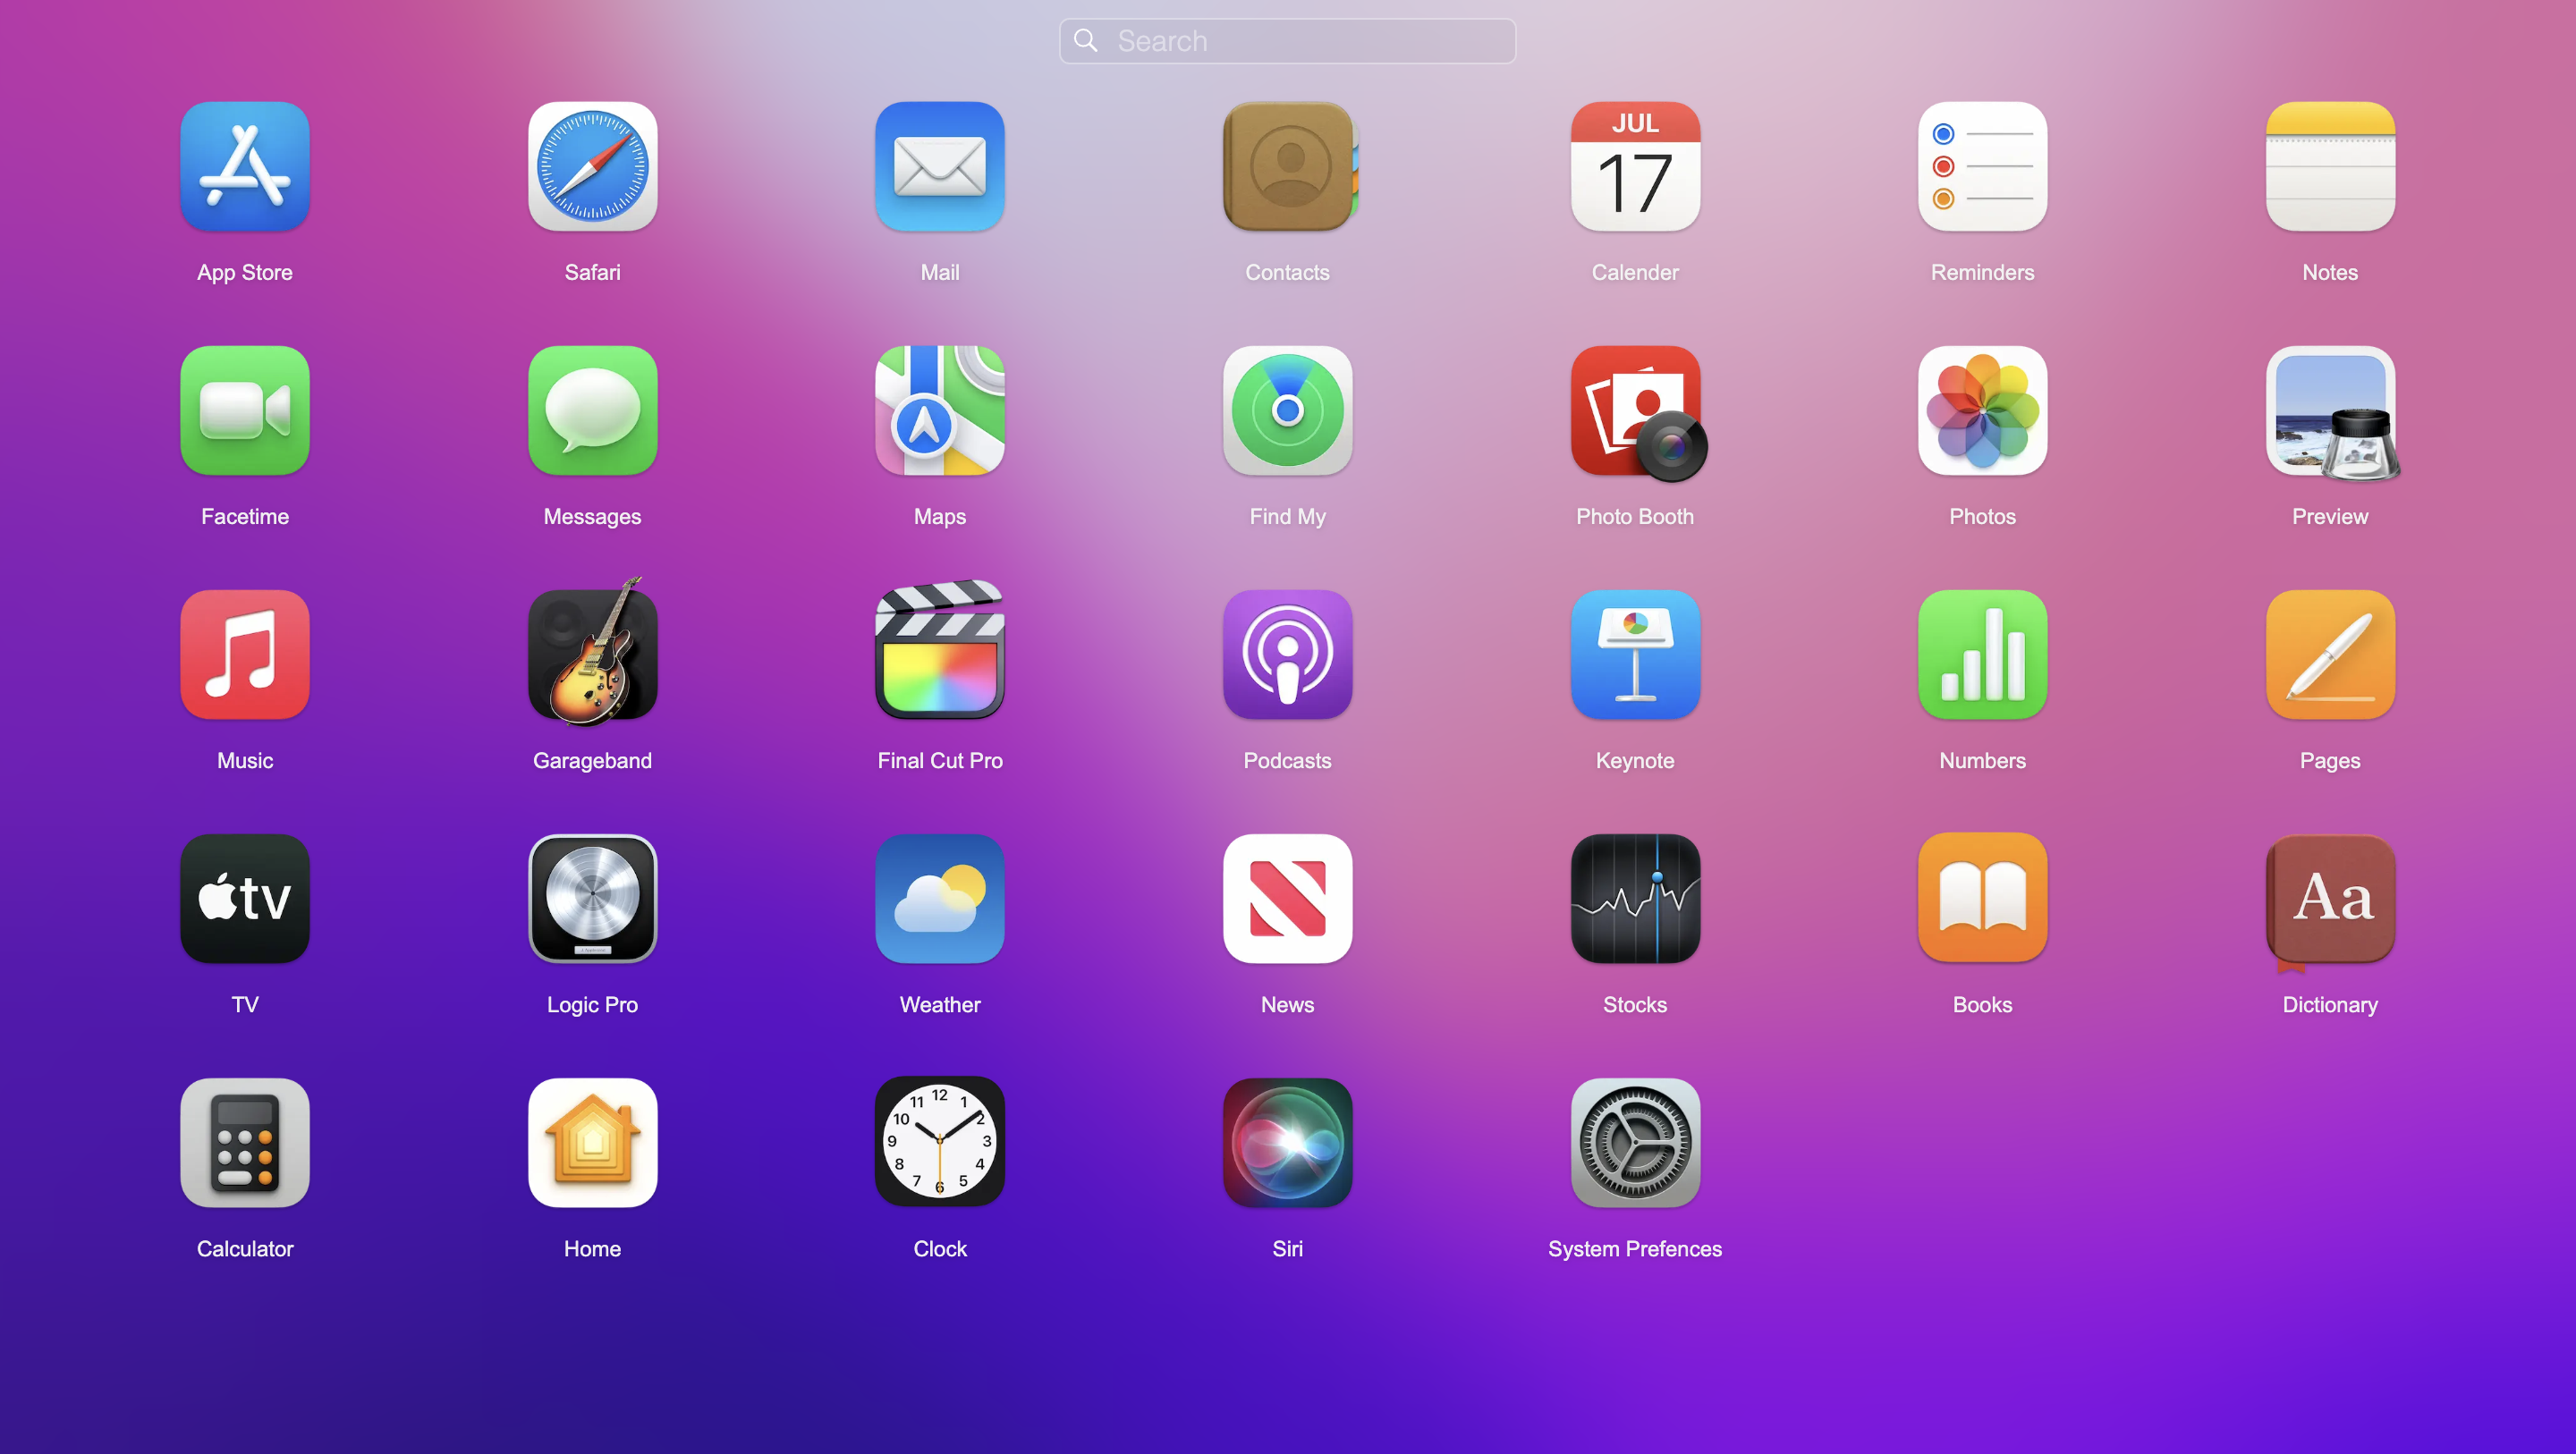 Search
JUL
17
App Store
Safari
Mail
Contacts
Calender
Reminders
Notes
Facetime
Messages
Maps
Find My
Photo Booth
Photos
Preview
Music
Garageband
Final Cut Pro
Podcasts
Keynote
Numbers
Pages
tv
Aa
TV
Logic Pro
Weather
News
Stocks
Books
Dictionary
12
11 1
10 2
9 3
8 4
7 5
6
Calculator
Home
Clock
Siri
System Prefences